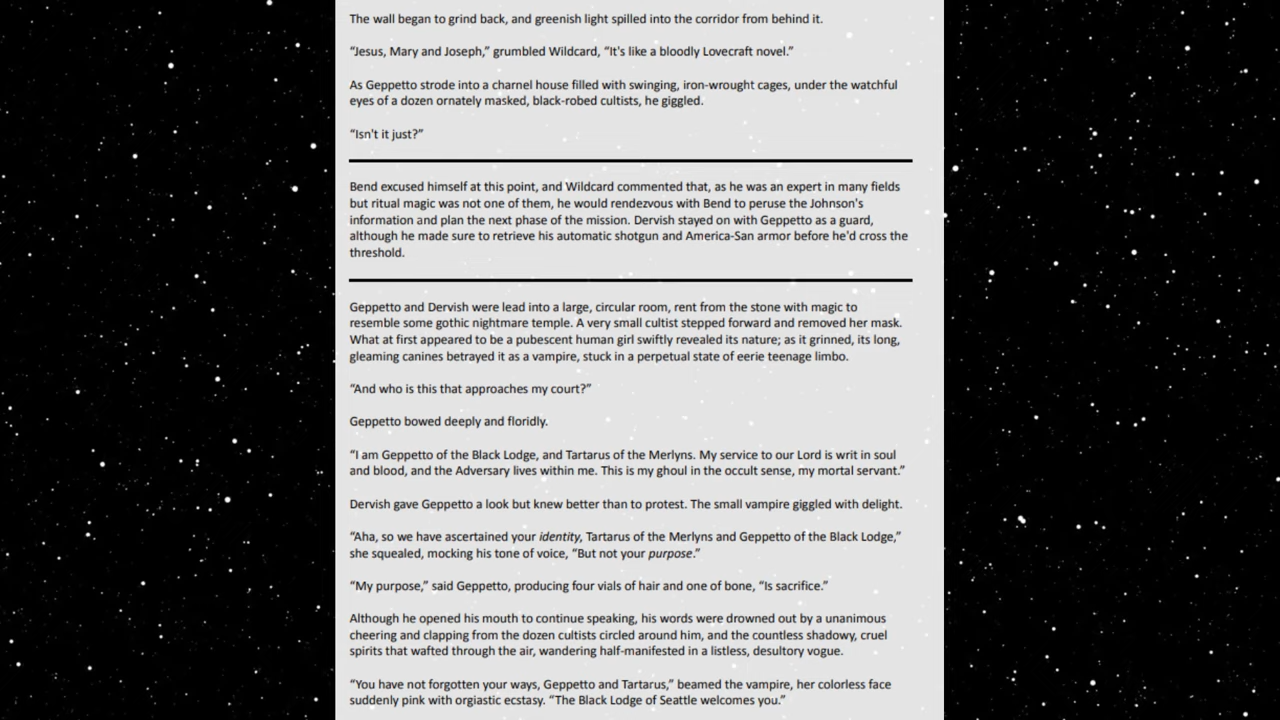 The wall began to grind back, and greenish light spilled into the corridor from behind it.
“Jesus, Mary and Joseph,” grumbled Wildcard, “It's like a bloodly Lovecraft novel.”
As Geppetto strode into a charnel house filled with swinging, iron-wrought cages, under the watchful
eyes of a dozen ornately masked, black-robed cultists, he giggled.
“Isn't it just?”
Bend excused himself at this point, and Wildcard commented that, as he was an expert in many fields
but ritual magic was not one of them, he would rendezvous with Bend to peruse the Johnson's
information and plan the next phase of the mission. Dervish stayed on with Geppetto as a guard,
although he made sure to retrieve his automatic shotgun and America-San armor before he'd cross the
threshold.
Geppetto and Dervish were lead into a large, circular room, rent from the stone with magic to
resemble some gothic nightmare temple. A very small cultist stepped forward and removed her mask.
What at first appeared to be a pubescent human girl swiftly revealed its nature; as it grinned, its long,
gleaming canines betrayed it as a vampire, stuck in a perpetual state of eerie teenage limbo.
“And who is this that approaches my court?”
Geppetto bowed deeply and floridly.
“I am Geppetto of the Black Lodge, and Tartarus of the Merlyns. My service to our Lord is writ in soul
and blood, and the Adversary lives within me. This is my ghoul in the occult sense, my mortal servant.”
Dervish gave Geppetto a look but knew better than to protest. The small vampire giggled with delight.
“Aha, so we have ascertained your identity, Tartarus of the Merlyns and Geppetto of the Black Lodge,”
she squealed, mocking his tone of voice, “But not your purpose.”
“My purpose,” said Geppetto, producing four vials of hair and one of bone, “Is sacrifice.”
Although he opened his mouth to continue speaking, his words were drowned out by a unanimous
cheering and clapping from the dozen cultists circled around him, and the countless shadowy, cruel
spirits that wafted through the air, wandering half-manifested in a listless, desultory vogue.
“You have not forgotten your ways, Geppetto and Tartarus,” beamed the vampire, her colorless face
suddenly pink with orgiastic ecstasy. “The Black Lodge of Seattle welcomes you.”